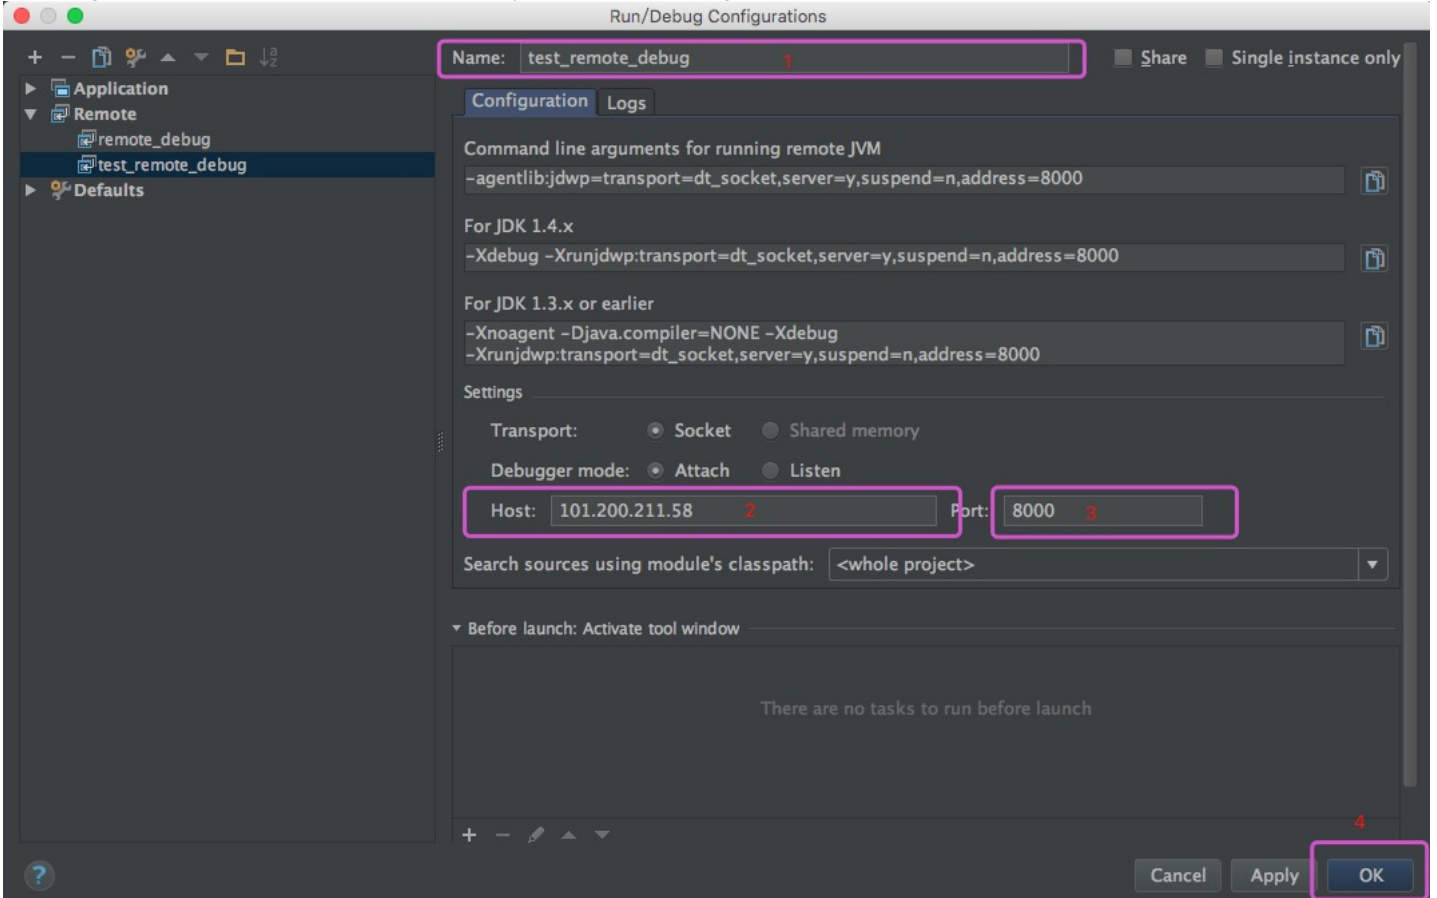 Run/Debug Configurations
Name: test_remote_debug 1
Share Single instance only
Application
Remote
remote_debug
test_remote_debug
Defaults
Configuration Logs
Command line arguments for running remote JVM
-agentlib:jdwp=transport=dt_socket,server=y,suspend=n,address=8000
For JDK 1.4.x
-Xdebug -Xrunjdwp:transport=dt_socket,server=y,suspend=n,address=8000
For JDK 1.3.x or earlier
-Xnoagent -Djava.compiler=NONE -Xdebug
-Xrunjdwp:transport=dt_socket,server=y,suspend=n,address=8000
Settings
Transport: Socket Shared memory
Debugger mode: Attach Listen
Host: 101.200.211.58 2 Port: 8000 3
Search sources using module's classpath: <whole project>
Before launch: Activate tool window
There are no tasks to run before launch
4
? Cancel Apply OK